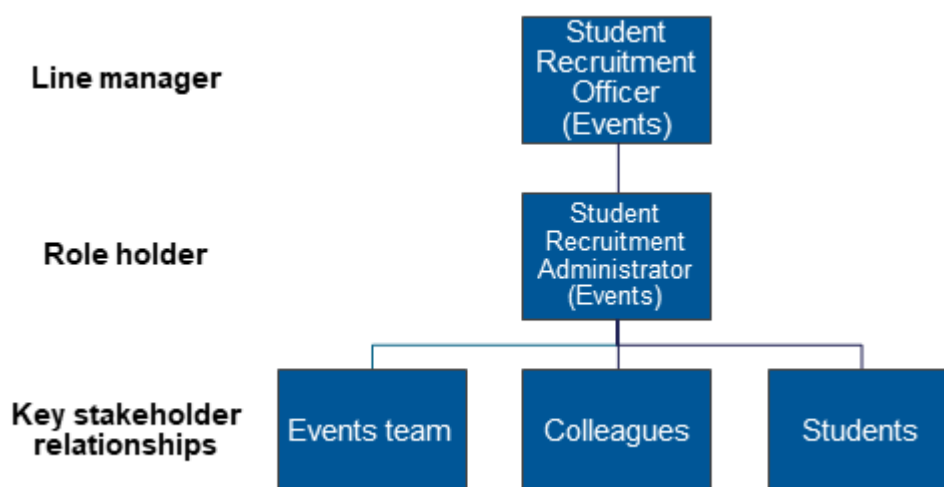 Line manager
Student
Recruitment
Officer
(Events)
Role holder
Student
Recruitment
Administrator
(Events)
Key stakeholder
relationships
Events team
Colleagues
Students